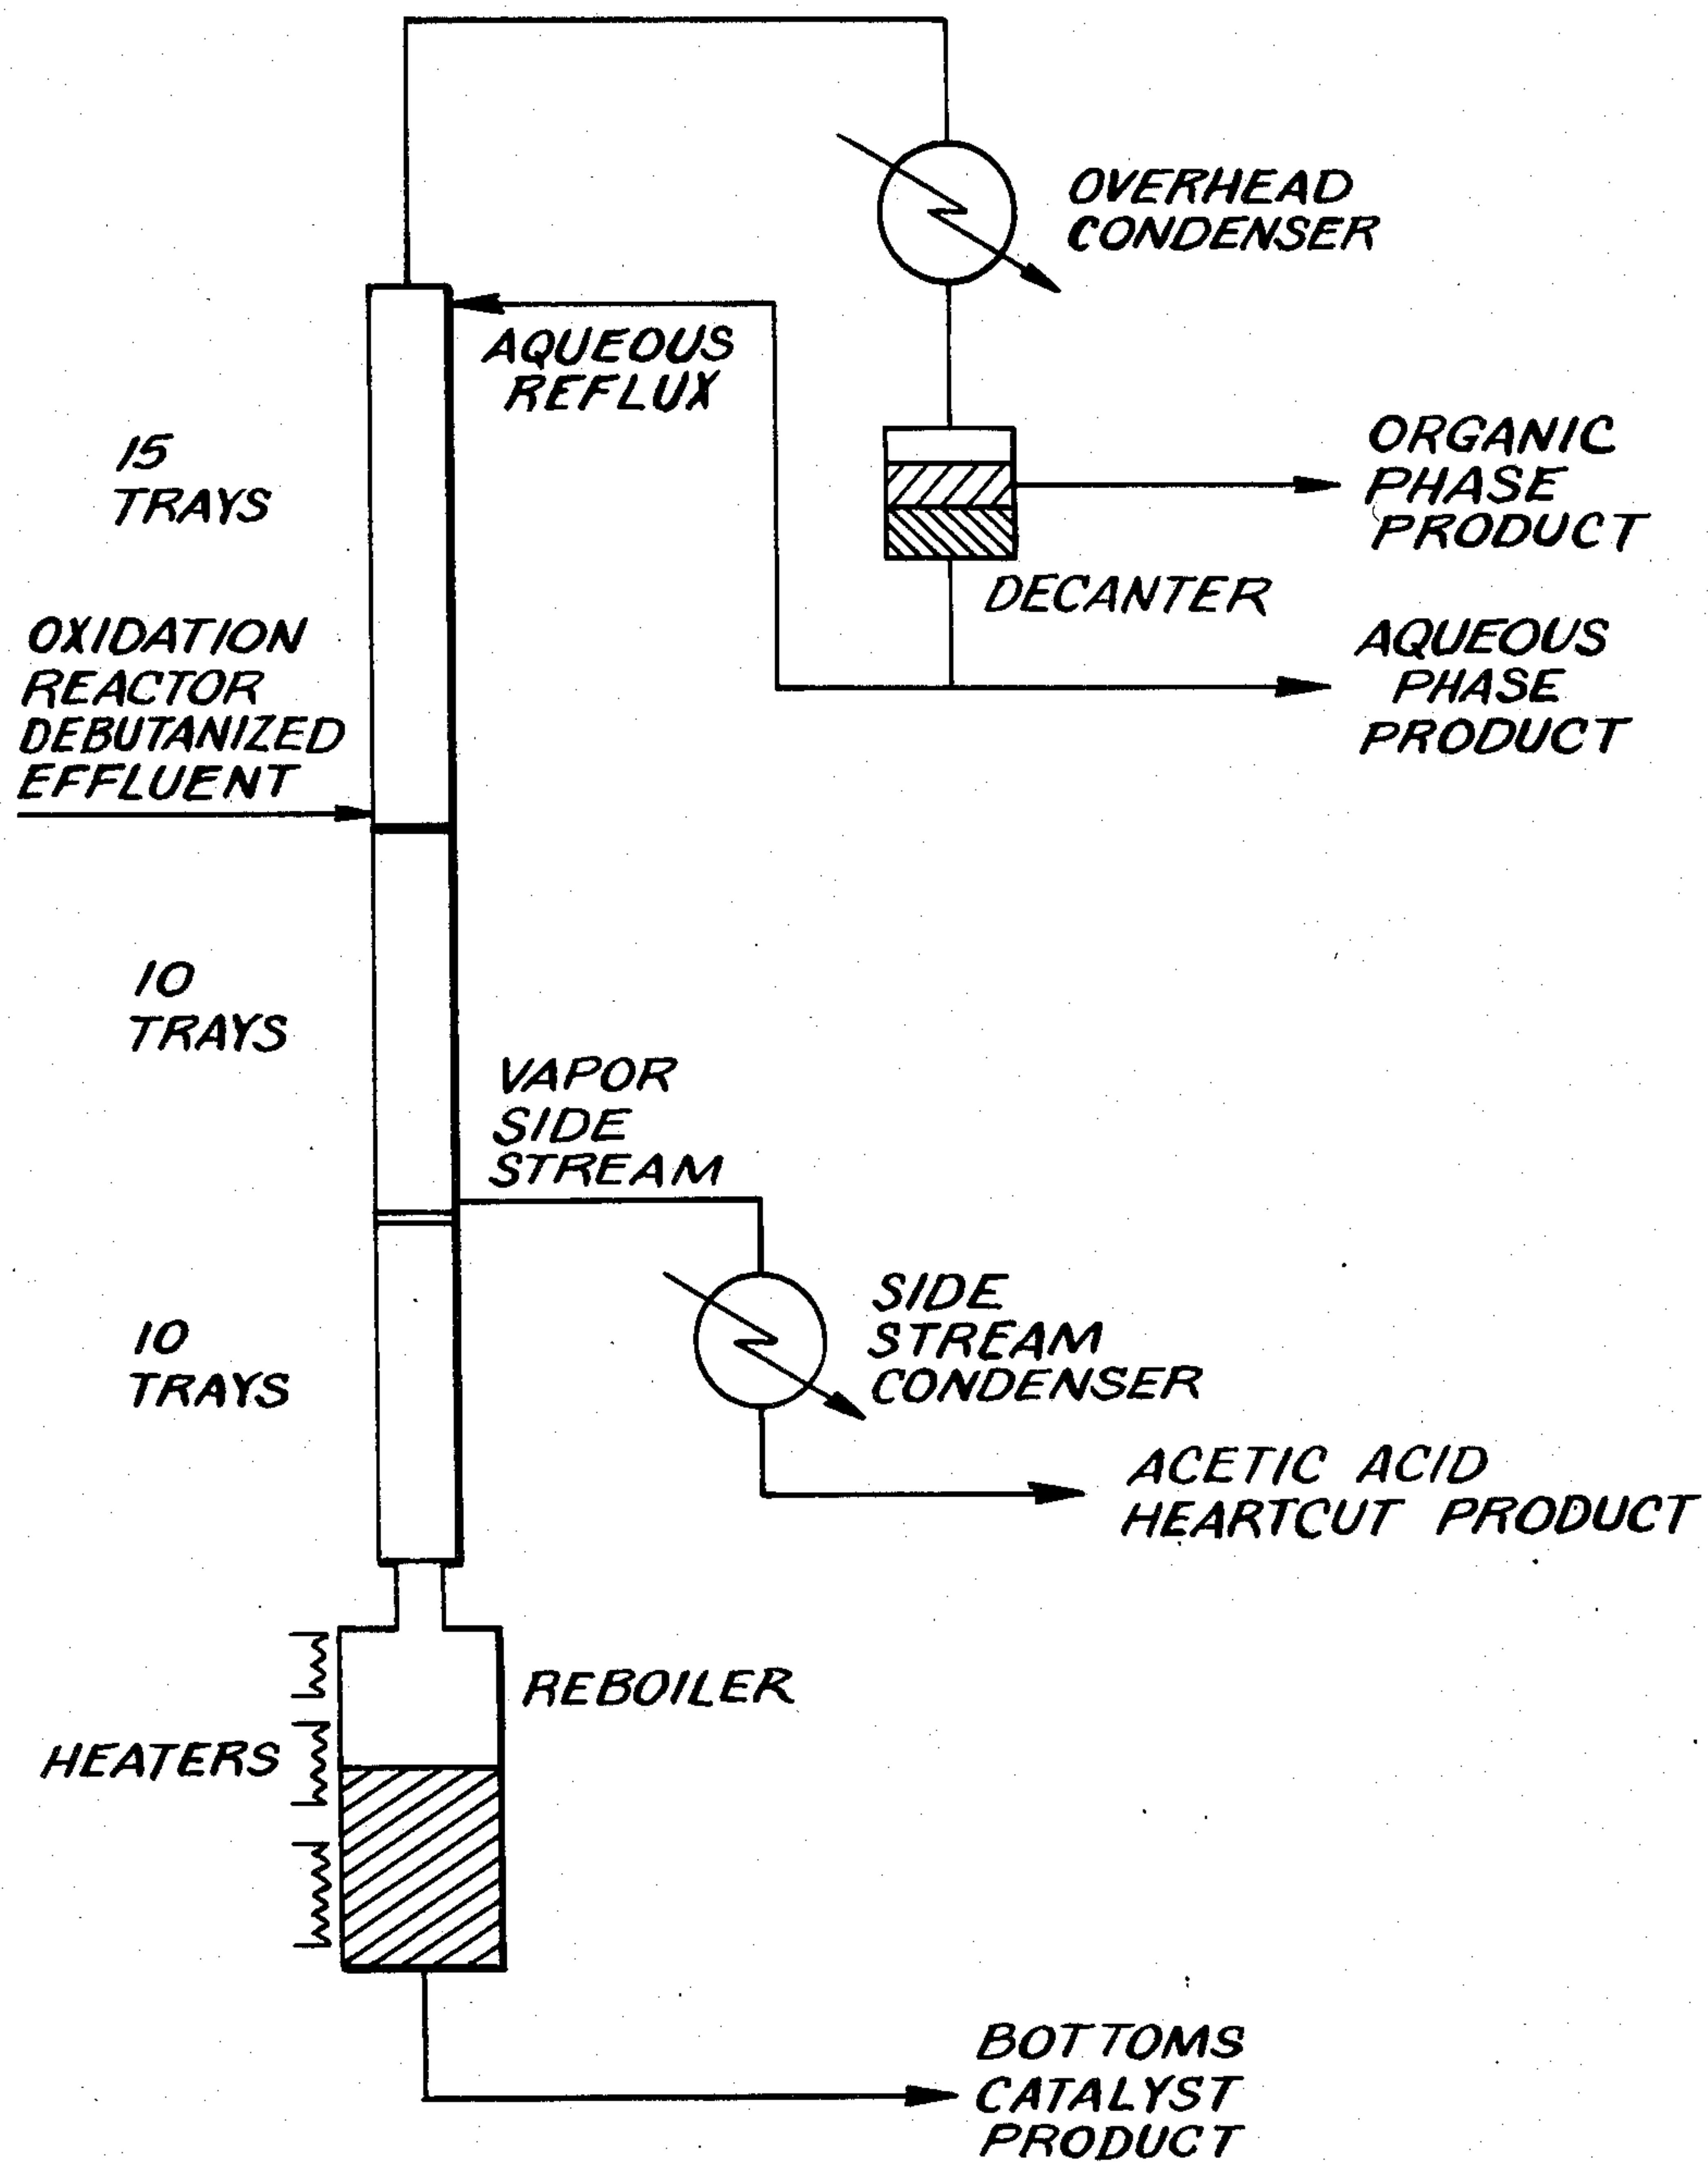 OVERHEAD
CONDENSER
AQUEOUS
REFLUX
15
TRAYS
ORGANIC
PHASE
PRODUCT
DECANTER
OXIDATION
REACTOR
DEBUTANIZED
EFFLUENT
AQUEOUS
PHASE
PRODUCT
10
TRAYS
VAPOR
SIDE
STREAM
10
TRAYS
SIDE
STREAM
CONDENSER
ACETIC ACID
HEARTCUT PRODUCT
REBOILER
HEATERS
BOTTOMS
CATALYST
PRODUCT